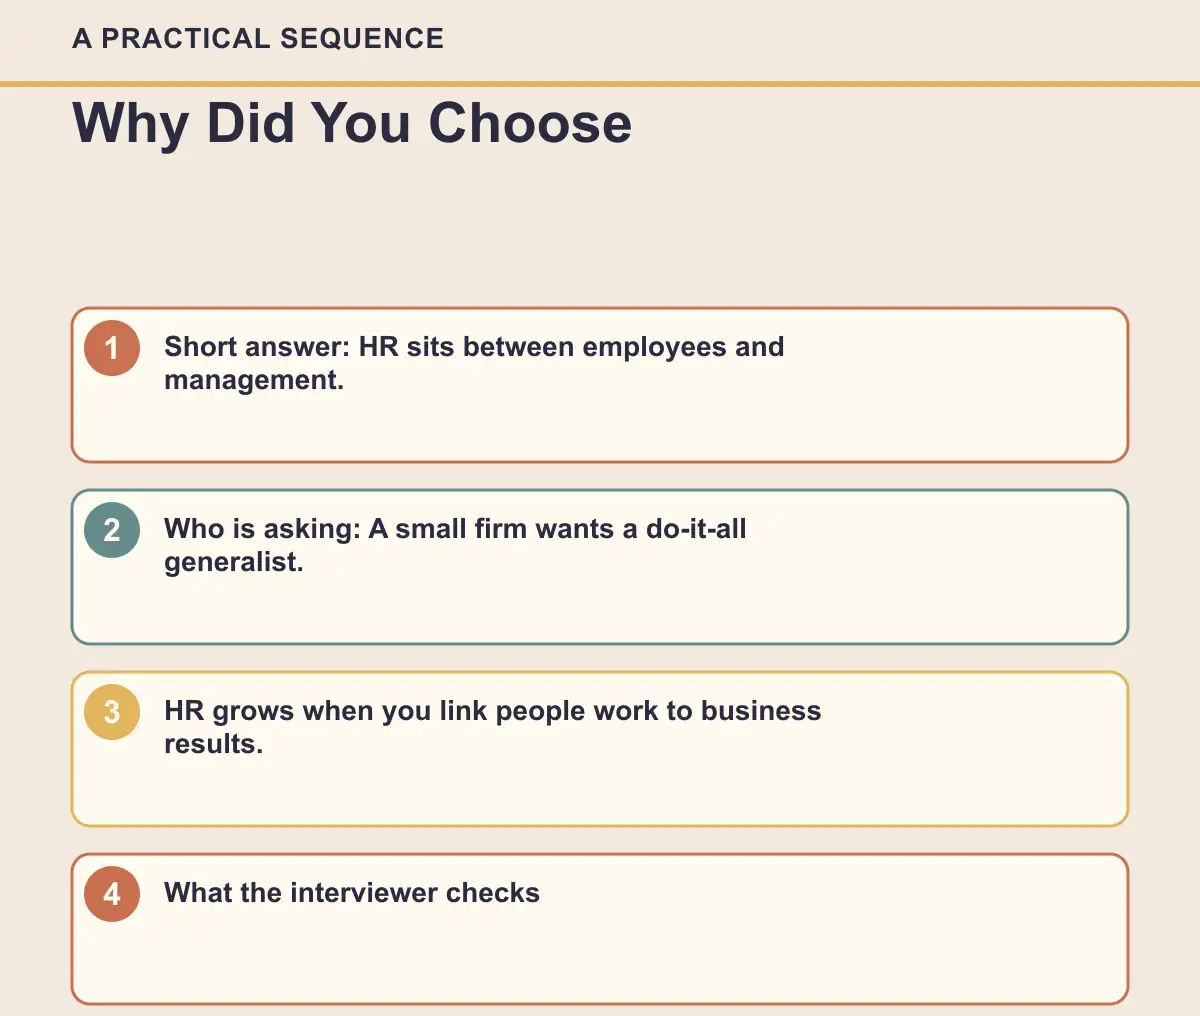 A PRACTICAL SEQUENCE
Why Did You Choose
1
Short answer: HR sits between employees and
management.
2
Who is asking: A small firm wants a do-it-all
generalist.
3
HR grows when you link people work to business
results.
4
What the interviewer checks